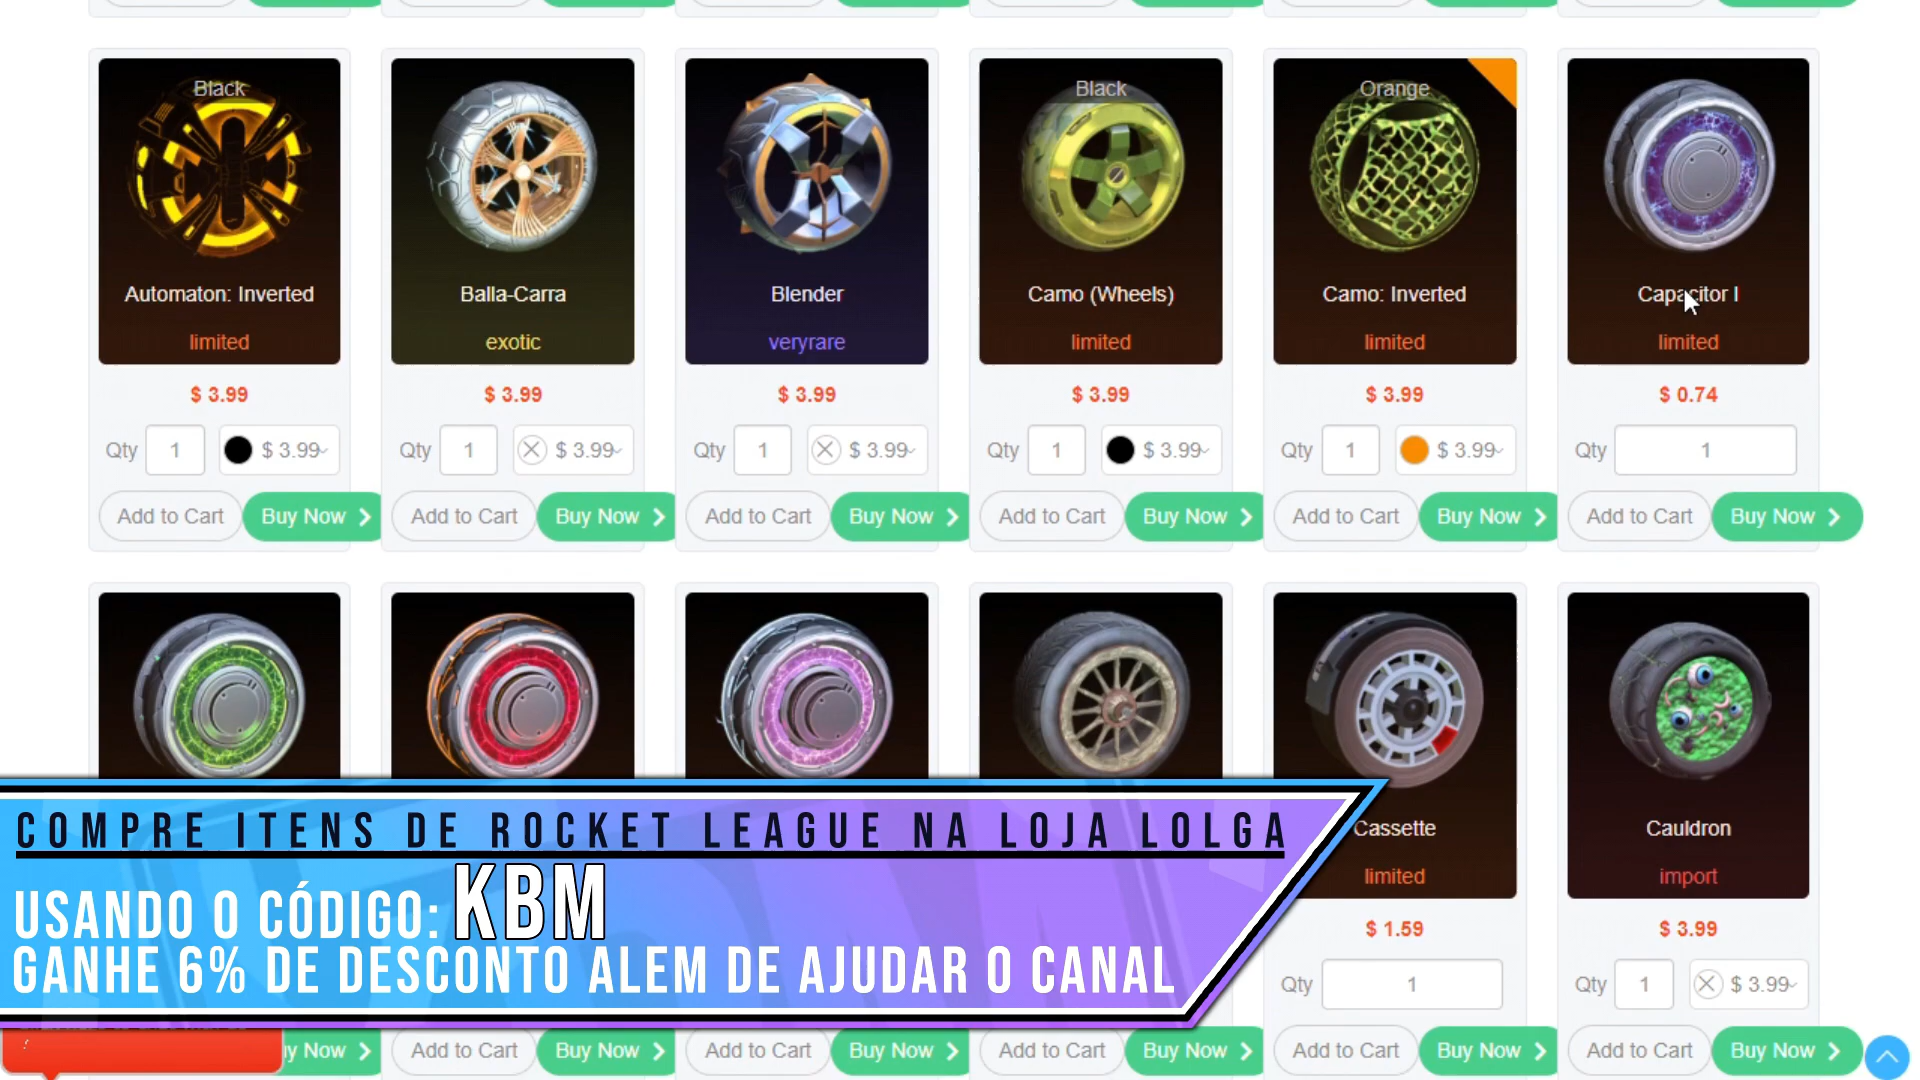 Black
Automaton: Inverted
limited
$ 3.99
Qty 1 $ 3.99
Add to Cart Buy Now
Balla-Carra
exotic
$ 3.99
Qty 1 $ 3.99
Add to Cart Buy Now
Blender
veryrare
$ 3.99
Qty 1 $ 3.99
Add to Cart Buy Now
Black
Camo (Wheels)
limited
$ 3.99
Qty 1 $ 3.99
Add to Cart Buy Now
Orange
Camo: Inverted
limited
$ 3.99
Qty 1 $ 3.99
Add to Cart Buy Now
Capacitor I
limited
$ 0.74
Qty 1
Add to Cart Buy Now
COMPRE ITENS DE ROCKET LEAGUE NA LOJA LOLGA
USANDO O CÓDIGO: KBM
GANHE 6% DE DESCONTO ALEM DE AJUDAR O CANAL
Now
Add to Cart Buy Now
Add to Cart Buy Now
Add to Cart Buy Now
Cassette
limited
$ 1.59
Qty 1
Add to Cart Buy Now
Cauldron
import
$ 3.99
Qty 1 $ 3.99
Add to Cart Buy Now